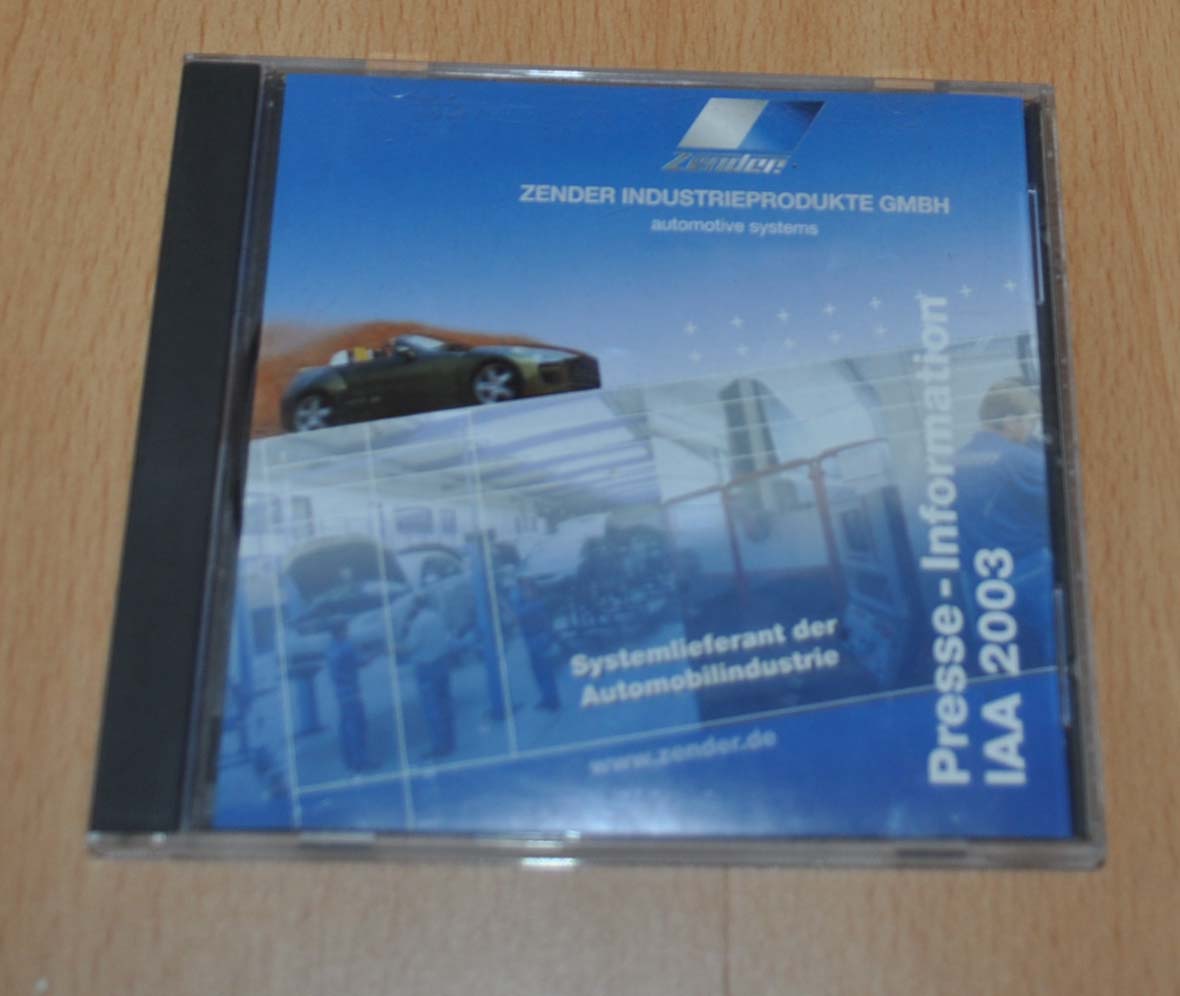 Zender
ZENDER INDUSTRIEPRODUKTE GMBH
automotive systems
Systemlieferant der
Automobilindustrie
www.zender.de
Presse-Information
IAA 2003